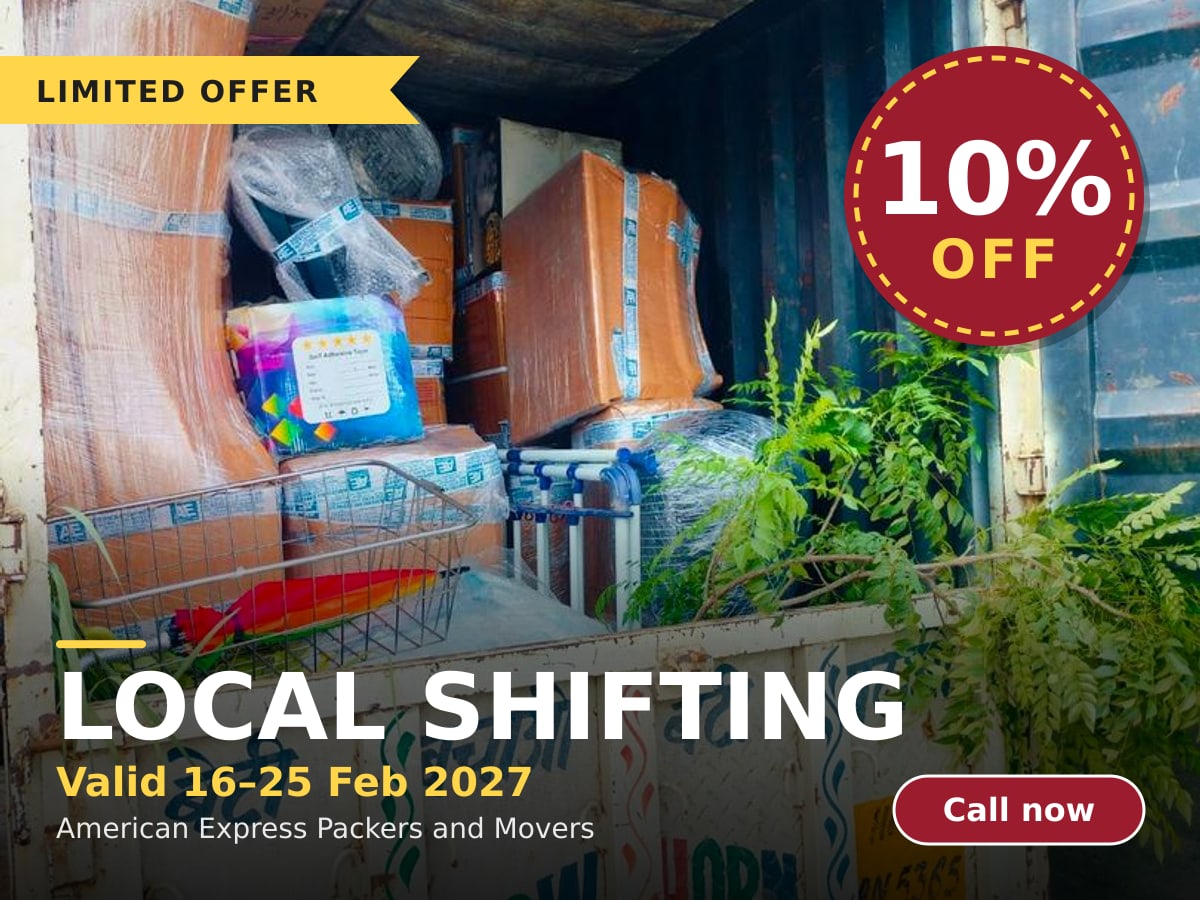 LIMITED OFFER
10%
OFF
Self Adhesive Tape
LOCAL SHIFTING
Valid 16–25 Feb 2027
American Express Packers and Movers
Call now
बेटी
HORN